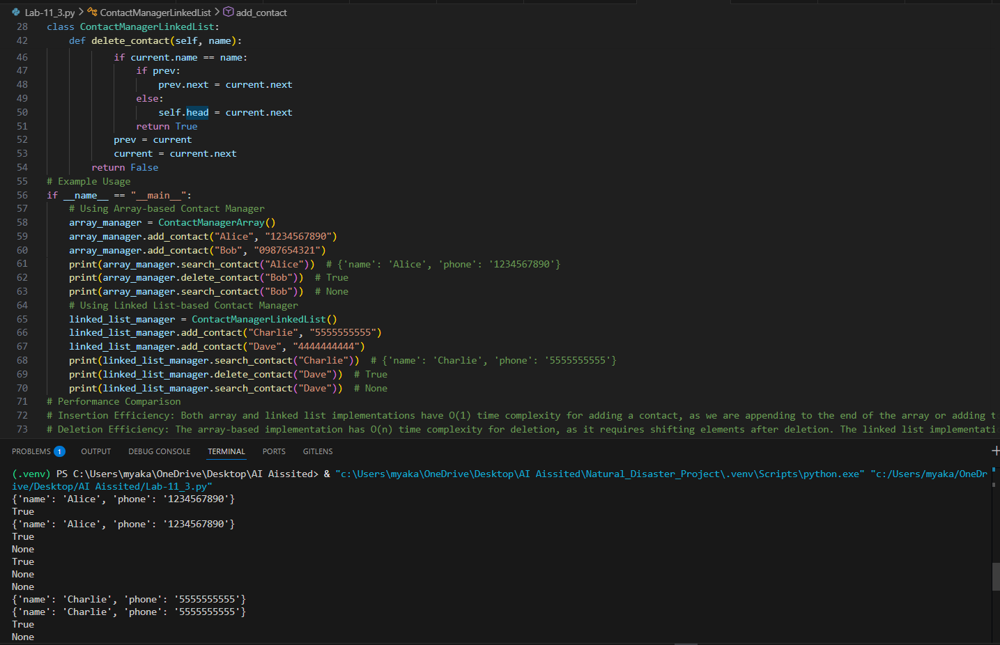 Lab-11_3.py > ContactManagerLinkedList > add_contact
28 class ContactManagerLinkedList:
42 def delete_contact(self, name):
46 if current.name == name:
47 if prev:
48 prev.next = current.next
49 else:
50 self.head = current.next
51 return True
52 prev = current
53 current = current.next
54 return False
55 # Example Usage
56 if __name__ == "__main__":
57 # Using Array-based Contact Manager
58 array_manager = ContactManagerArray()
59 array_manager.add_contact("Alice", "1234567890")
60 array_manager.add_contact("Bob", "0987654321")
61 print(array_manager.search_contact("Alice")) # {'name': 'Alice', 'phone': '1234567890'}
62 print(array_manager.delete_contact("Bob")) # True
63 print(array_manager.search_contact("Bob")) # None
64 # Using Linked List-based Contact Manager
65 linked_list_manager = ContactManagerLinkedList()
66 linked_list_manager.add_contact("Charlie", "5555555555")
67 linked_list_manager.add_contact("Dave", "4444444444")
68 print(linked_list_manager.search_contact("Charlie")) # {'name': 'Charlie', 'phone': '5555555555'}
69 print(linked_list_manager.delete_contact("Dave")) # True
70 print(linked_list_manager.search_contact("Dave")) # None
71 # Performance Comparison
72 # Insertion Efficiency: Both array and linked list implementations have O(1) time complexity for adding a contact, as we are appending to the end of the array or adding t
73 # Deletion Efficiency: The array-based implementation has O(n) time complexity for deletion, as it requires shifting elements after deletion. The linked list implementati
PROBLEMS 1 OUTPUT DEBUG CONSOLE TERMINAL PORTS GITLENS
(.venv) PS C:\Users\myaka\OneDrive\Desktop\AI Aissited> & "c:\Users\myaka\OneDrive\Desktop\AI Aissited\Natural_Disaster_Project\.venv\Scripts\python.exe" "c:/Users/myaka/OneDr
ive/Desktop/AI Aissited/Lab-11_3.py"
{'name': 'Alice', 'phone': '1234567890'}
True
{'name': 'Alice', 'phone': '1234567890'}
True
None
True
None
None
{'name': 'Charlie', 'phone': '5555555555'}
{'name': 'Charlie', 'phone': '5555555555'}
True
None